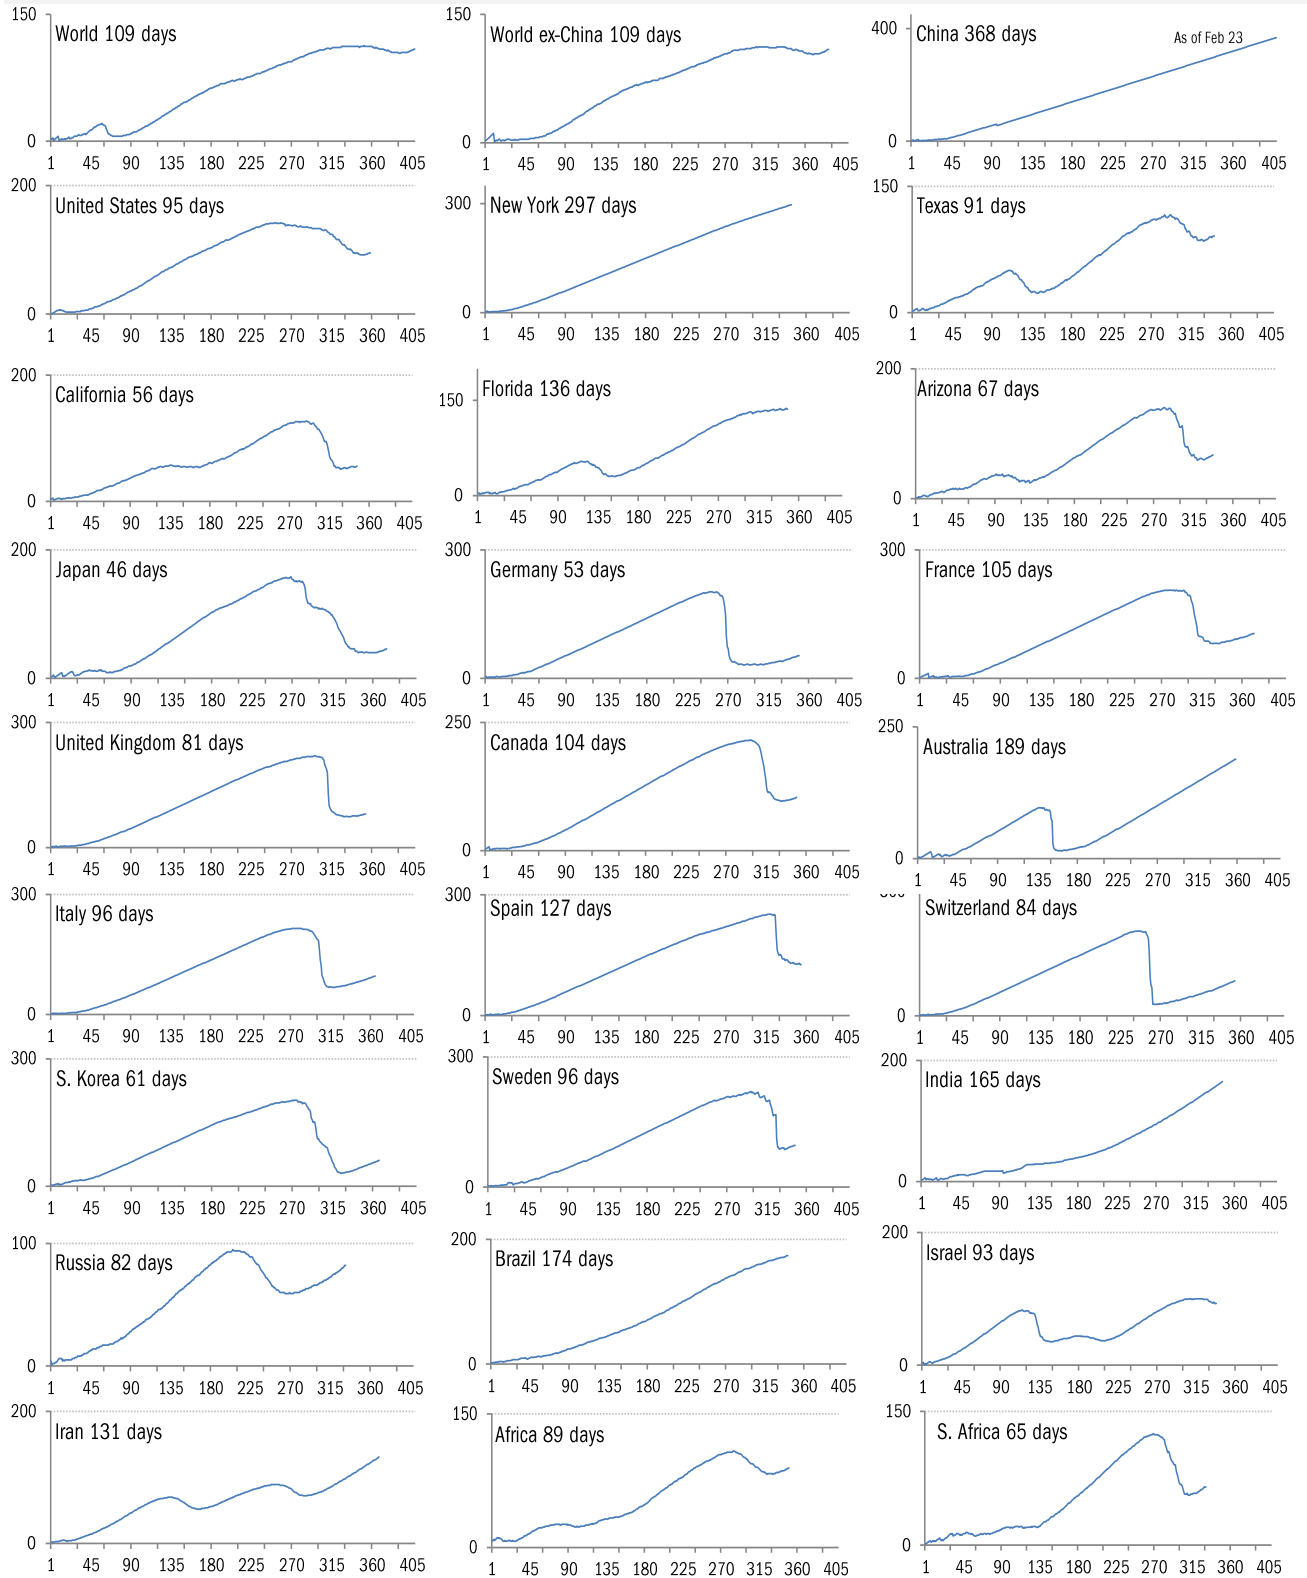 150
World 109 days
0
1 45 90 135 180 225 270 315 360 405
150
World ex-China 109 days
0
1 45 90 135 180 225 270 315 360 405
400
China 368 days
As of Feb 23
0
1 45 90 135 180 225 270 315 360 405
200
United States 95 days
0
1 45 90 135 180 225 270 315 360 405
300
New York 297 days
0
1 45 90 135 180 225 270 315 360 405
150
Texas 91 days
0
1 45 90 135 180 225 270 315 360 405
200
California 56 days
0
1 45 90 135 180 225 270 315 360 405
Florida 136 days
150
0
1 45 90 135 180 225 270 315 360 405
200
Arizona 67 days
0
1 45 90 135 180 225 270 315 360 405
200
Japan 46 days
0
1 45 90 135 180 225 270 315 360 405
300
Germany 53 days
0
1 45 90 135 180 225 270 315 360 405
300
France 105 days
0
1 45 90 135 180 225 270 315 360 405
300
United Kingdom 81 days
0
1 45 90 135 180 225 270 315 360 405
250
Canada 104 days
0
1 45 90 135 180 225 270 315 360 405
250
Australia 189 days
0
1 45 90 135 180 225 270 315 360 405
300
Italy 96 days
0
1 45 90 135 180 225 270 315 360 405
300
Spain 127 days
0
1 45 90 135 180 225 270 315 360 405
Switzerland 84 days
0
1 45 90 135 180 225 270 315 360 405
300
S. Korea 61 days
0
1 45 90 135 180 225 270 315 360 405
300
Sweden 96 days
0
1 45 90 135 180 225 270 315 360 405
200
India 165 days
0
1 45 90 135 180 225 270 315 360 405
100
Russia 82 days
50
0
1 45 90 135 180 225 270 315 360 405
200
Brazil 174 days
100
0
1 45 90 135 180 225 270 315 360 405
200
Israel 93 days
0
1 45 90 135 180 225 270 315 360 405
200
Iran 131 days
0
1 45 90 135 180 225 270 315 360 405
150
Africa 89 days
0
1 45 90 135 180 225 270 315 360 405
150
S. Africa 65 days
0
1 45 90 135 180 225 270 315 360 405